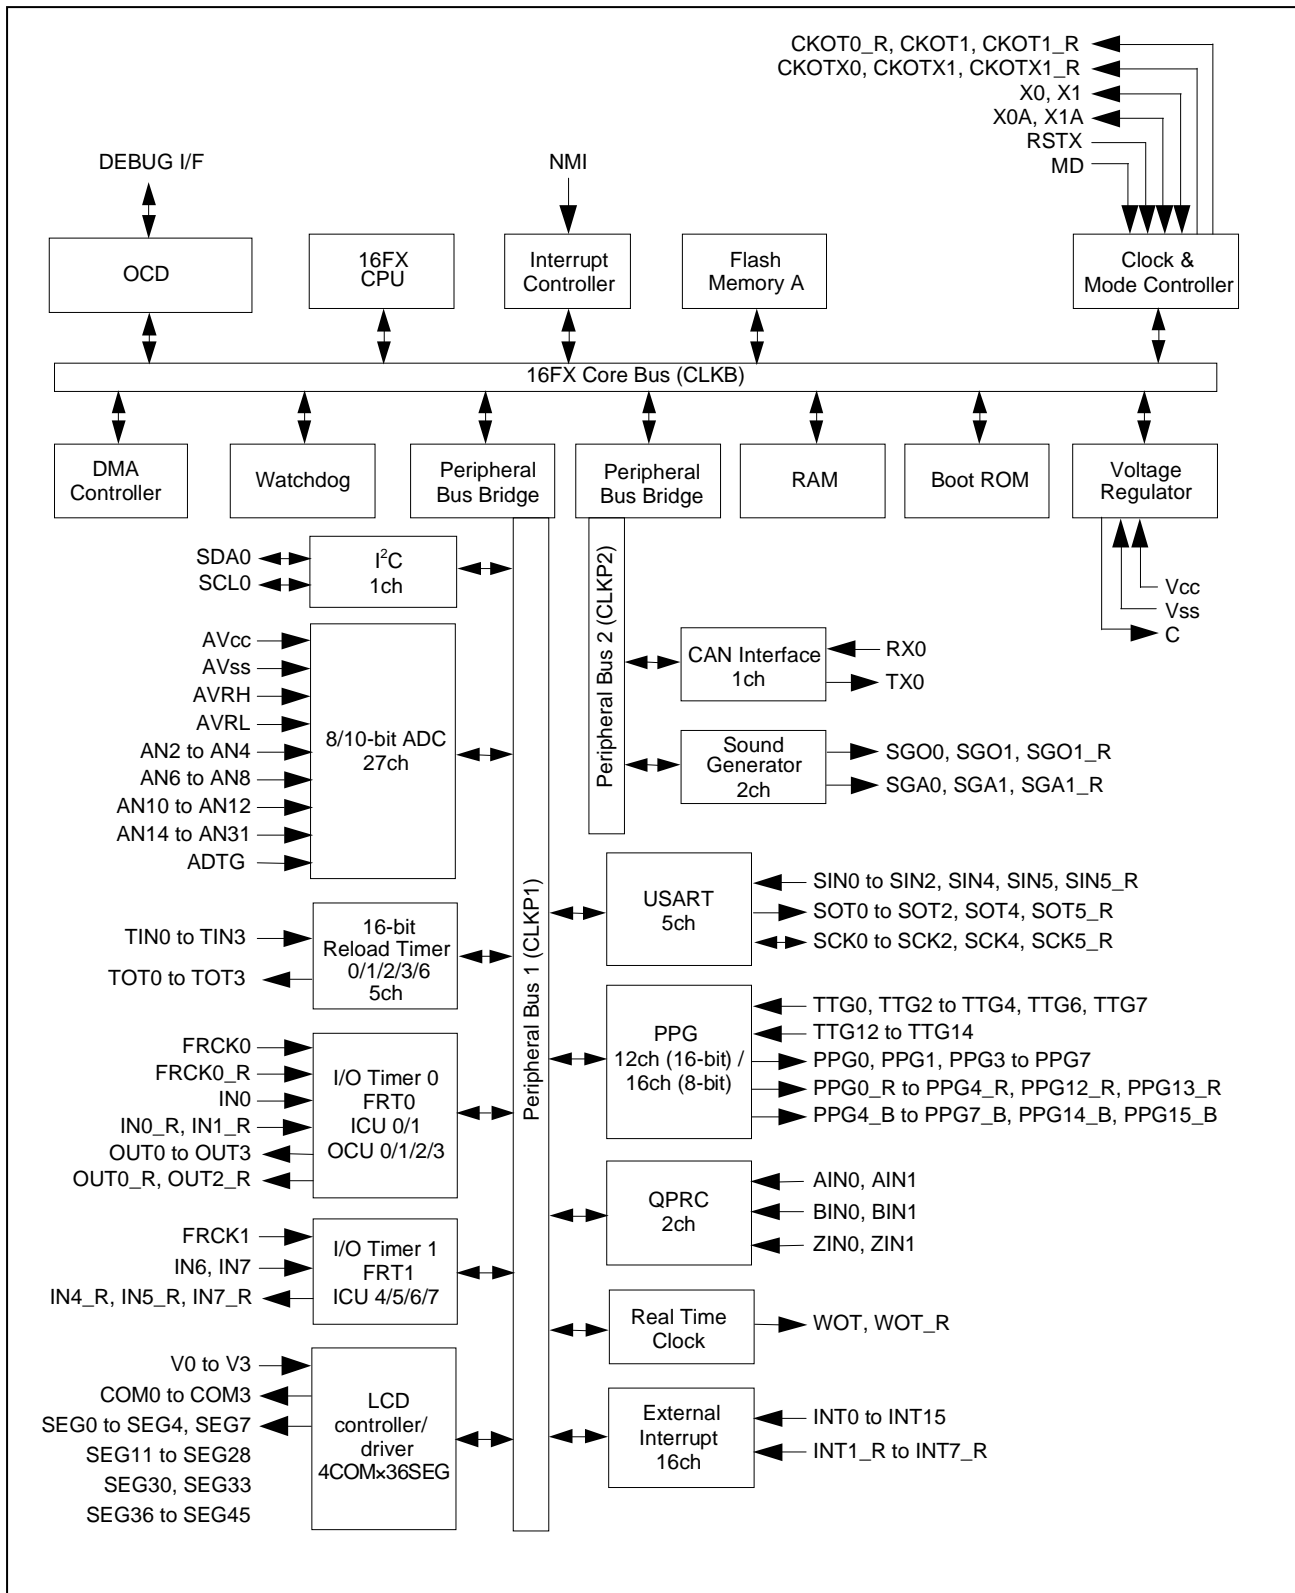 CKOT0_R, CKOT1, CKOT1_R
CKOTX0, CKOTX1, CKOTX1_R
X0, X1
X0A, X1A
RSTX
MD
DEBUG I/F
NMI
OCD
16FX
CPU
Interrupt
Controller
Flash
Memory A
Clock &
Mode Controller
16FX Core Bus (CLKB)
DMA
Controller
Watchdog
Peripheral
Bus Bridge
Peripheral
Bus Bridge
RAM
Boot ROM
Voltage
Regulator
Vcc
Vss
C
Peripheral Bus 1 (CLKP1)
Peripheral Bus 2 (CLKP2)
SDA0
SCL0
I²C
1ch
AVcc
AVss
AVRH
AVRL
AN2 to AN4
AN6 to AN8
AN10 to AN12
AN14 to AN31
ADTG
8/10-bit ADC
27ch
TIN0 to TIN3
TOT0 to TOT3
16-bit
Reload Timer
0/1/2/3/6
5ch
FRCK0
FRCK0_R
IN0
IN0_R, IN1_R
OUT0 to OUT3
OUT0_R, OUT2_R
I/O Timer 0
FRT0
ICU 0/1
OCU 0/1/2/3
FRCK1
IN6, IN7
IN4_R, IN5_R, IN7_R
I/O Timer 1
FRT1
ICU 4/5/6/7
V0 to V3
COM0 to COM3
SEG0 to SEG4, SEG7
SEG11 to SEG28
SEG30, SEG33
SEG36 to SEG45
LCD
controller/
driver
4COM×36SEG
CAN Interface
1ch
RX0
TX0
Sound
Generator
2ch
SGO0, SGO1, SGO1_R
SGA0, SGA1, SGA1_R
USART
5ch
SIN0 to SIN2, SIN4, SIN5, SIN5_R
SOT0 to SOT2, SOT4, SOT5_R
SCK0 to SCK2, SCK4, SCK5_R
PPG
12ch (16-bit) /
16ch (8-bit)
TTG0, TTG2 to TTG4, TTG6, TTG7
TTG12 to TTG14
PPG0, PPG1, PPG3 to PPG7
PPG0_R to PPG4_R, PPG12_R, PPG13_R
PPG4_B to PPG7_B, PPG14_B, PPG15_B
QPRC
2ch
AIN0, AIN1
BIN0, BIN1
ZIN0, ZIN1
Real Time
Clock
WOT, WOT_R
External
Interrupt
16ch
INT0 to INT15
INT1_R to INT7_R